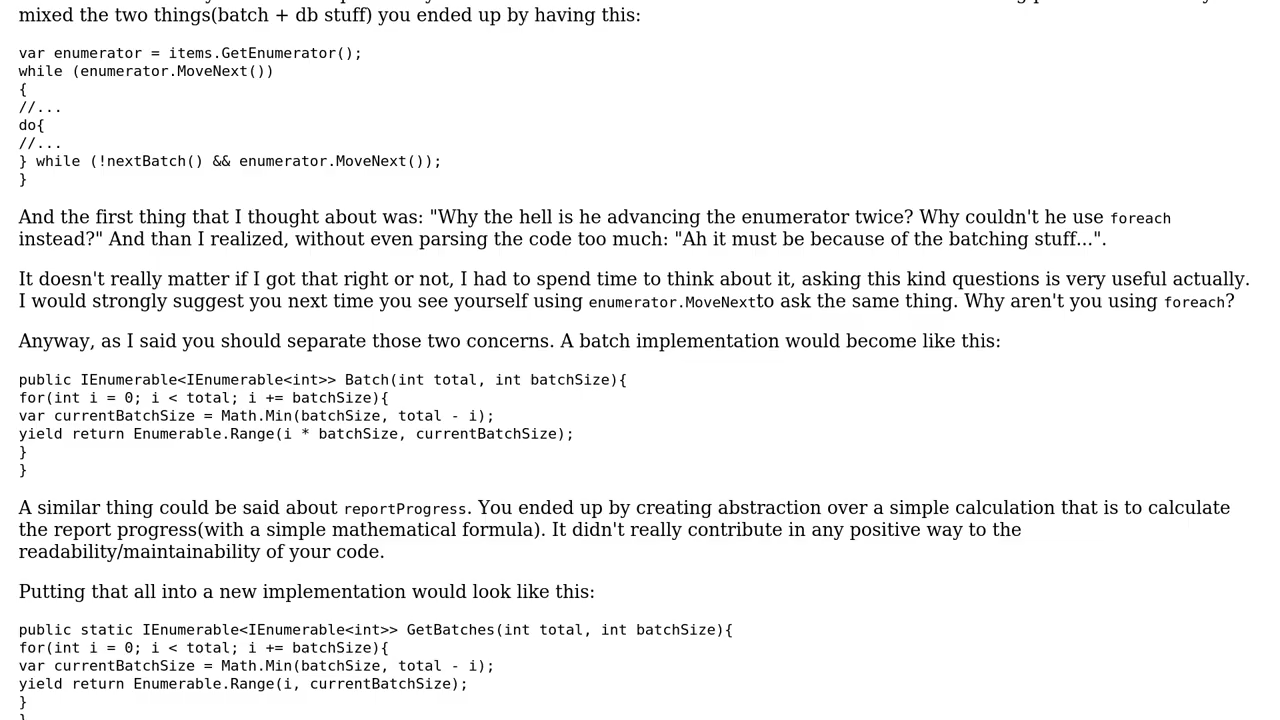 mixed the two things(batch + db stuff) you ended up by having this:
var enumerator = items.GetEnumerator();
while (enumerator.MoveNext())
{
//...
do{
//...
} while (!nextBatch() && enumerator.MoveNext());
}
And the first thing that I thought about was: "Why the hell is he advancing the enumerator twice? Why couldn't he use foreach
instead?" And than I realized, without even parsing the code too much: "Ah it must be because of the batching stuff...".
It doesn't really matter if I got that right or not, I had to spend time to think about it, asking this kind questions is very useful actually.
I would strongly suggest you next time you see yourself using enumerator.MoveNextto ask the same thing. Why aren't you using foreach?
Anyway, as I said you should separate those two concerns. A batch implementation would become like this:
public IEnumerable<IEnumerable<int>> Batch(int total, int batchSize){
for(int i = 0; i < total; i += batchSize){
var currentBatchSize = Math.Min(batchSize, total - i);
yield return Enumerable.Range(i * batchSize, currentBatchSize);
}
}
A similar thing could be said about reportProgress. You ended up by creating abstraction over a simple calculation that is to calculate
the report progress(with a simple mathematical formula). It didn't really contribute in any positive way to the
readability/maintainability of your code.
Putting that all into a new implementation would look like this:
public static IEnumerable<IEnumerable<int>> GetBatches(int total, int batchSize){
for(int i = 0; i < total; i += batchSize){
var currentBatchSize = Math.Min(batchSize, total - i);
yield return Enumerable.Range(i, currentBatchSize);
}
}